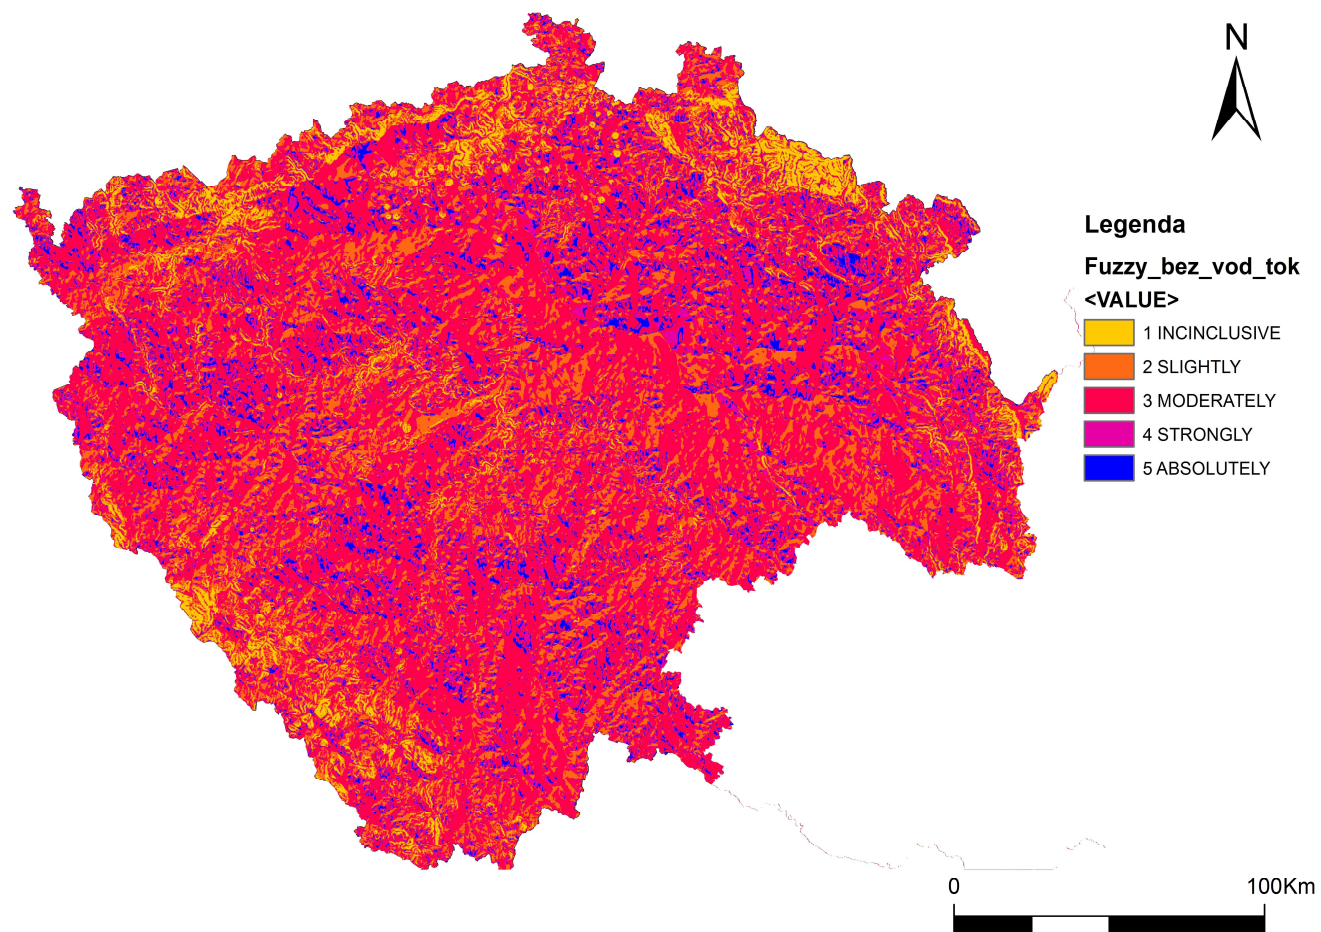 N
Legenda
Fuzzy_bez_vod_tok
<VALUE>
1 INCINCLUSIVE
2 SLIGHTLY
3 MODERATELY
4 STRONGLY
5 ABSOLUTELY
0 100Km